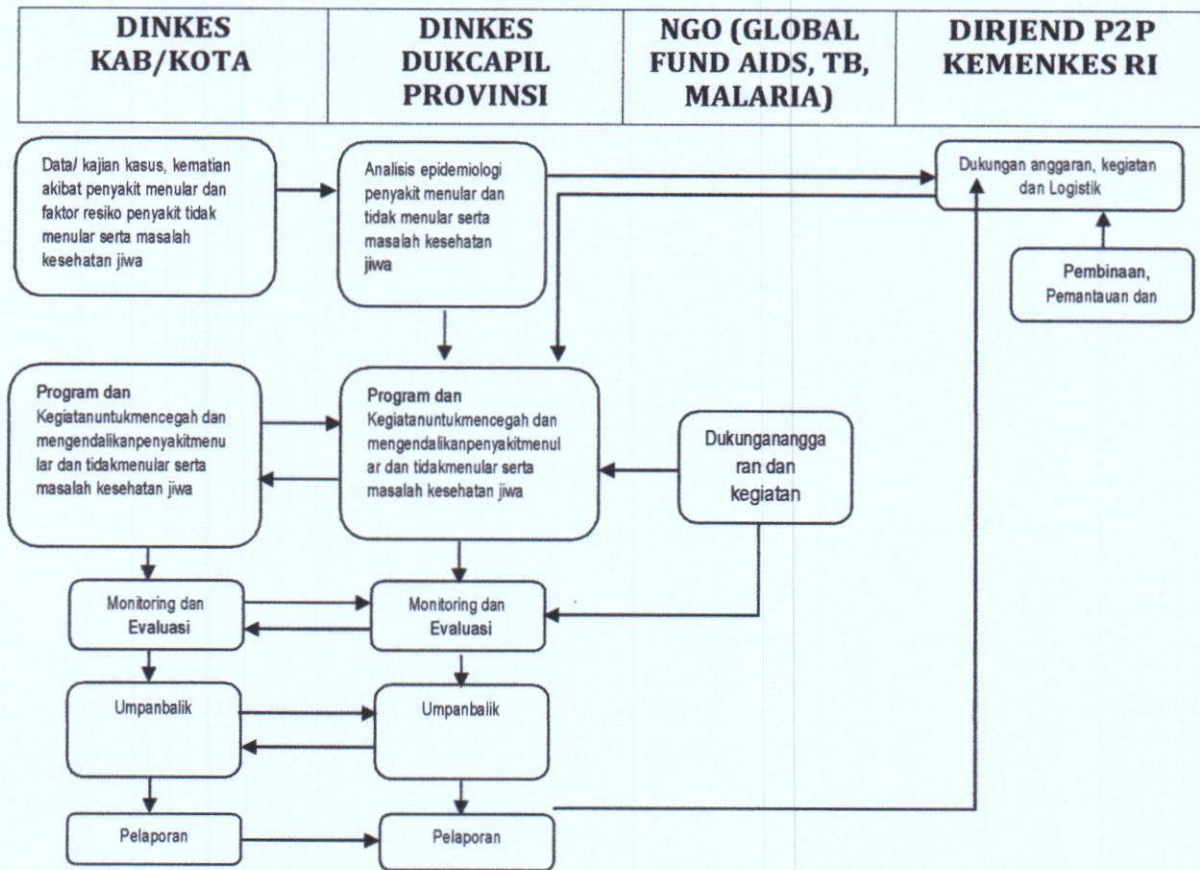 DINKES
KAB/KOTA
DINKES
DUKCAPIL
PROVINSI
NGO (GLOBAL
FUND AIDS, TB,
MALARIA)
DIRJEND P2P
KEMENKES RI
Data/ kajian kasus, kematian
akibat penyakit menular dan
faktor resiko penyakit tidak
menular serta masalah
kesehatan jiwa
Analisis epidemiologi
penyakit menular dan
tidak menular serta
masalah kesehatan
jiwa
Dukungan anggaran, kegiatan
dan Logistik
Pembinaan,
Pemantauan dan
Program dan
Kegiatanuntukmencegah dan
mengendalikanpenyakitmenu
lar dan tidakmenular serta
masalah kesehatan jiwa
Program dan
Kegiatanuntukmencegah dan
mengendalikanpenyakitmenul
ar dan tidakmenular serta
masalah kesehatan jiwa
Dukunganangga
ran dan
kegiatan
Monitoring dan
Evaluasi
Monitoring dan
Evaluasi
Umpanbalik
Umpanbalik
Pelaporan
Pelaporan